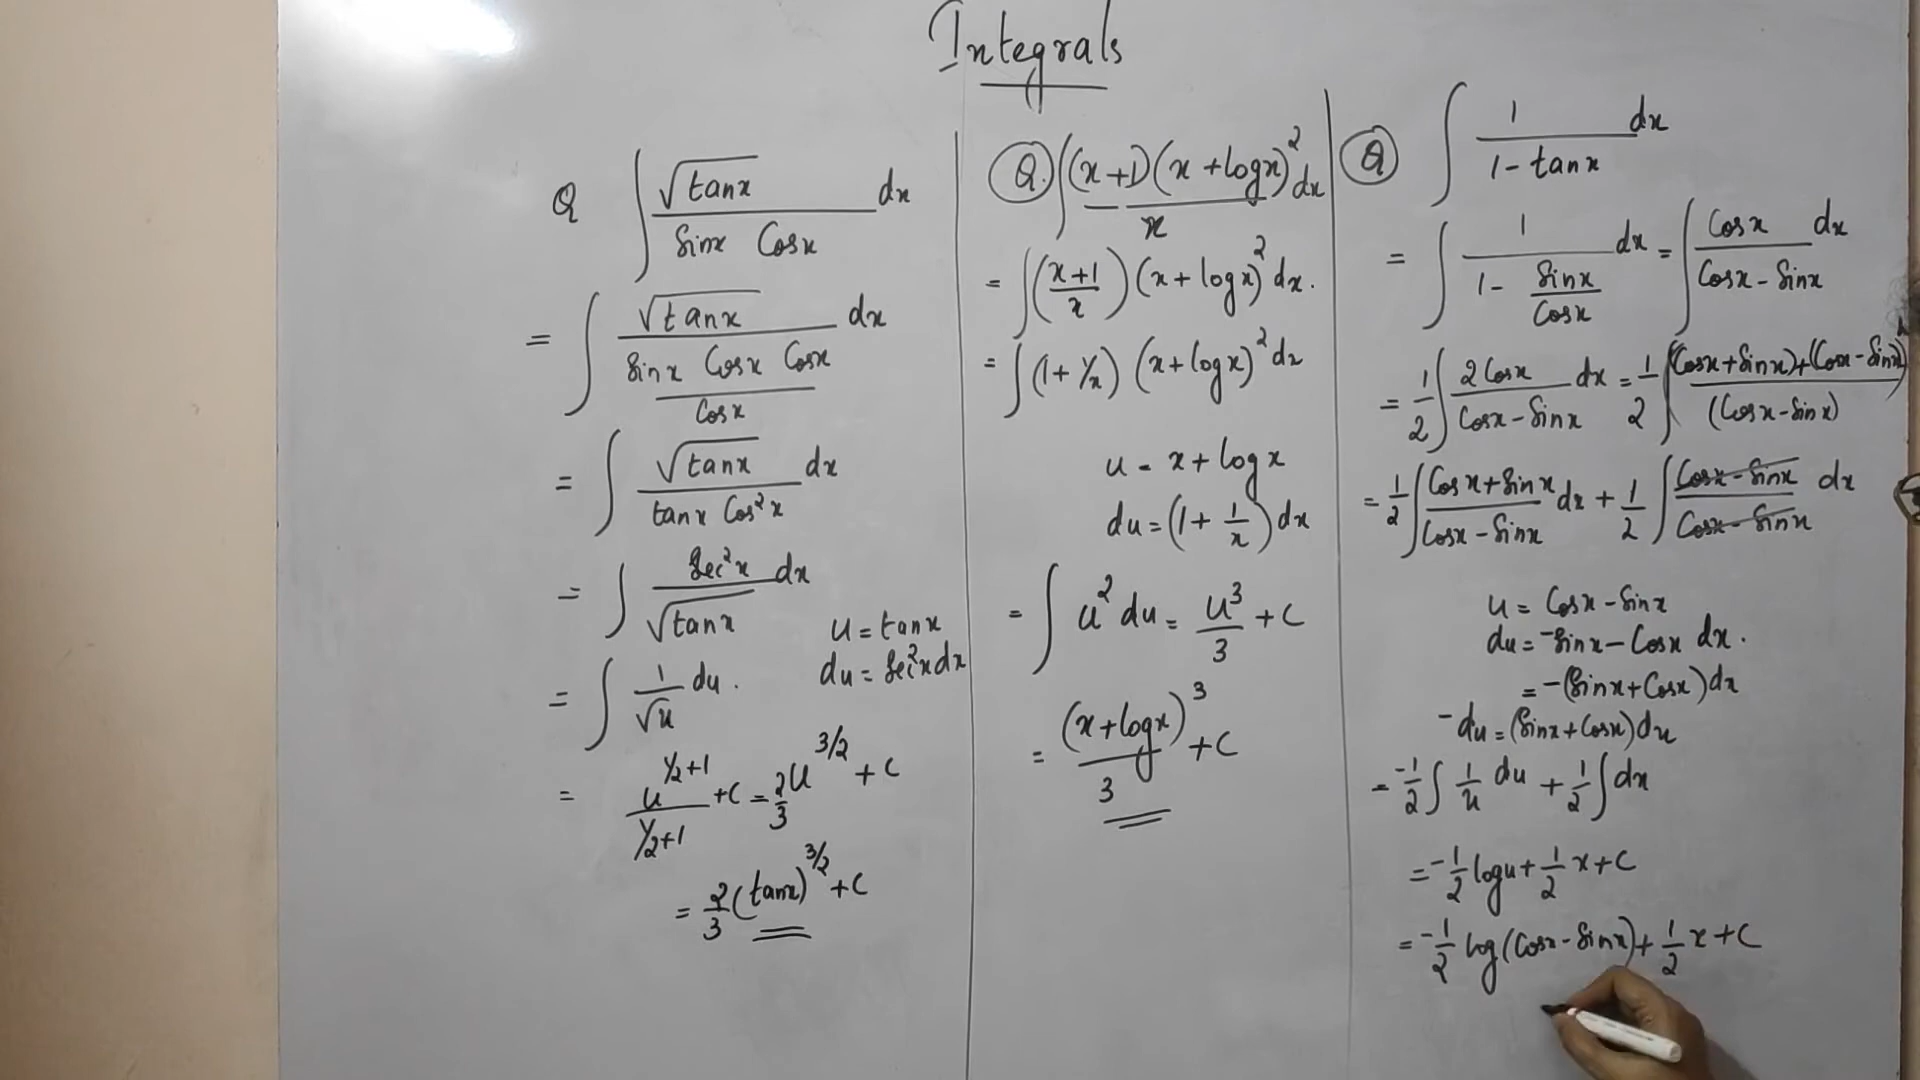 Integrals
Q ∫ √tanx / (Sinx Cosx) dx
= ∫ √tanx / (Sinx Cosx Cosx / Cosx) dx
= ∫ √tanx / (tanx Cos²x) dx
= ∫ Sec²x / √tanx dx
u = tanx
du = Sec²x dx
= ∫ 1/√u du.
= u^(1/2+1) / (1/2+1) + C = 2/3 u^(3/2) + C
= 2/3 (tanx)^(3/2) + C
Q. ∫ (x+1)(x+logx)² / x dx
= ∫ ((x+1)/x) (x+logx)² dx.
= ∫ (1+1/x) (x+logx)² dx
u = x + logx
du = (1 + 1/x) dx
= ∫ u² du = u³/3 + C
= (x+logx)³ / 3 + C
Q ∫ 1 / (1-tanx) dx
= ∫ 1 / (1 - Sinx/Cosx) dx = ∫ Cosx / (Cosx - Sinx) dx
= 1/2 ∫ 2Cosx / (Cosx - Sinx) dx = 1/2 ∫ (Cosx+Sinx)+(Cosx-Sinx) / (Cosx-Sinx)
= 1/2 ∫ (Cosx+Sinx) / (Cosx-Sinx) dx + 1/2 ∫ (Cosx-Sinx) / (Cosx-Sinx) dx
u = Cosx - Sinx
du = -Sinx - Cosx dx.
= -(Sinx+Cosx)dx
-du = (Sinx+Cosx)dx
= -1/2 ∫ 1/u du + 1/2 ∫ dx
= -1/2 logu + 1/2 x + C
= -1/2 log(Cosx-Sinx) + 1/2 x + C